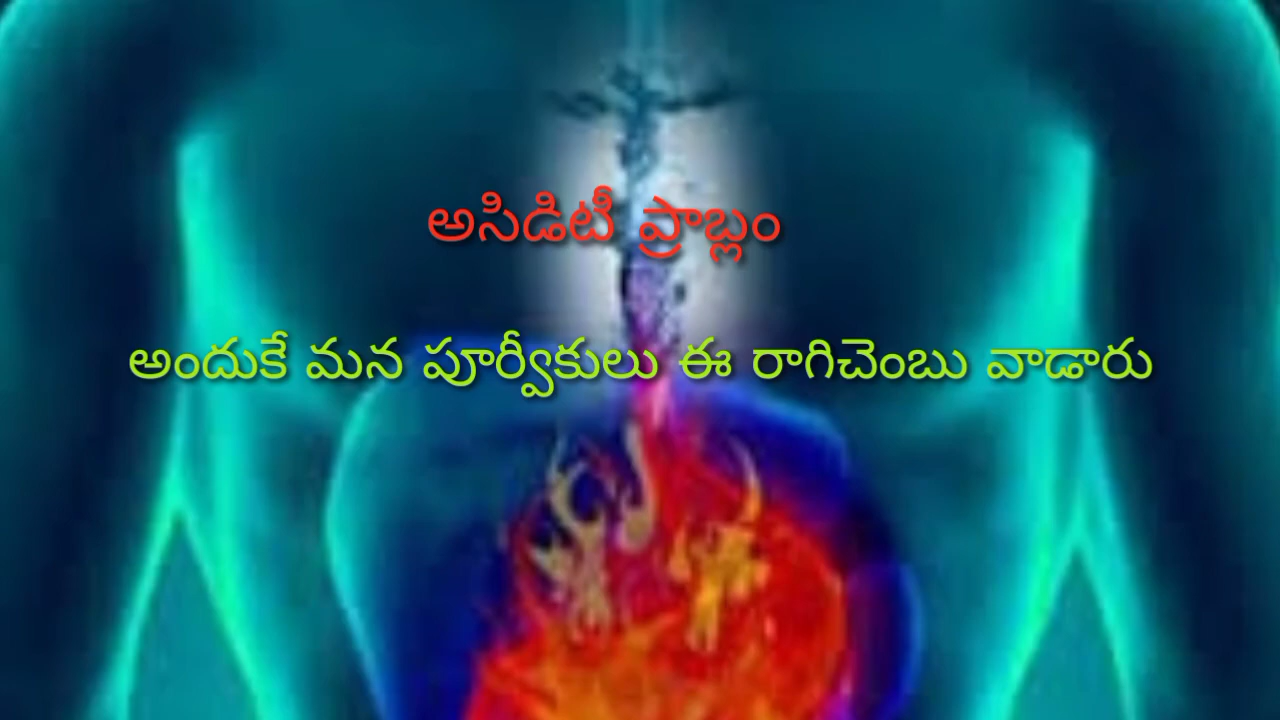 అసిడిటీ ప్రాబ్లం
అందుకే మన పూర్వీకులు ఈ రాగిచెంబు వాడారు